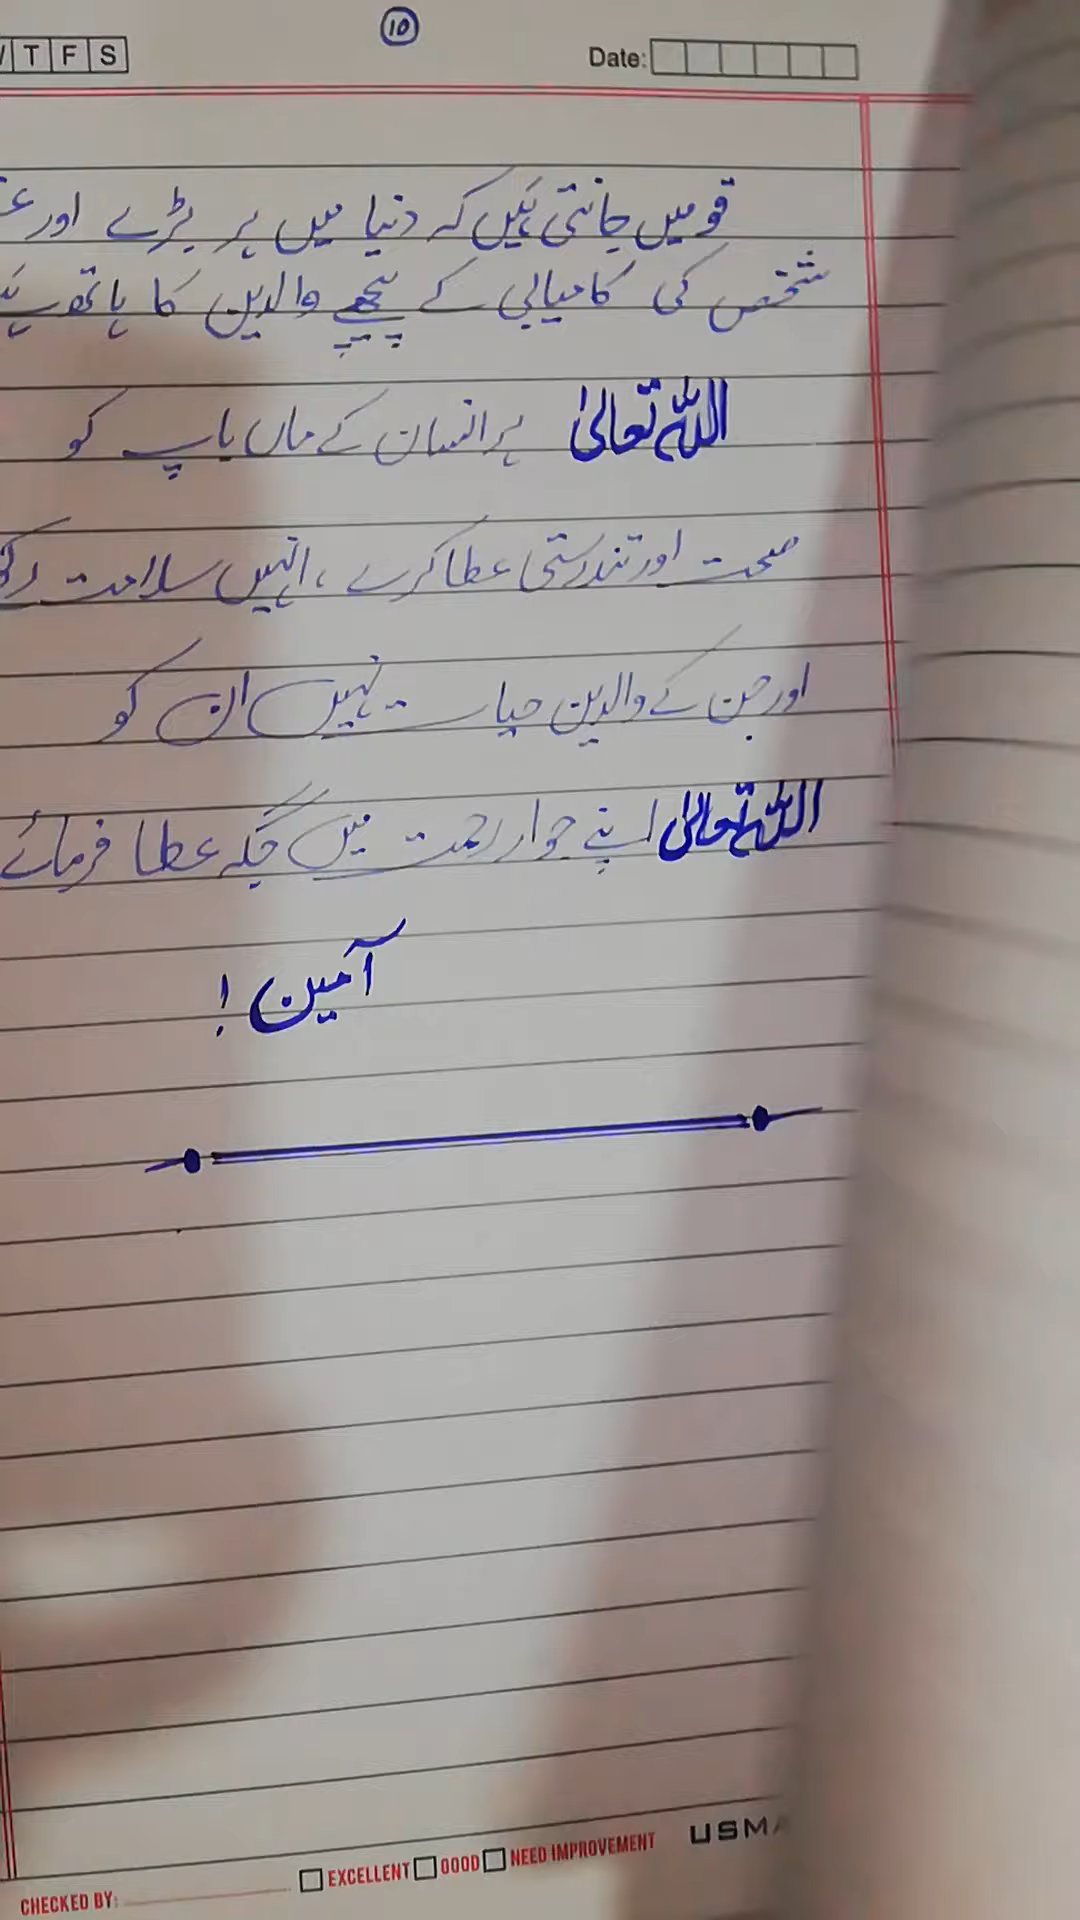 10
T F S
Date:
قومیں جانتی ہیں کہ دنیا میں ہر بڑے اور
شخص کی کامیابی کے پیچھے والدین کا ہاتھ ہے
اللہ تعالیٰ ہر انسان کے ماں باپ کو
صحت اور تندرستی عطا کرے ، انہیں سلامت
اور جن کے والدین حیات نہیں ان کو
اللہ تعالیٰ اپنے جوار رحمت میں جگہ عطا فرمائے
آمین !
CHECKED BY: EXCELLENT GOOD NEED IMPROVEMENT
USMA